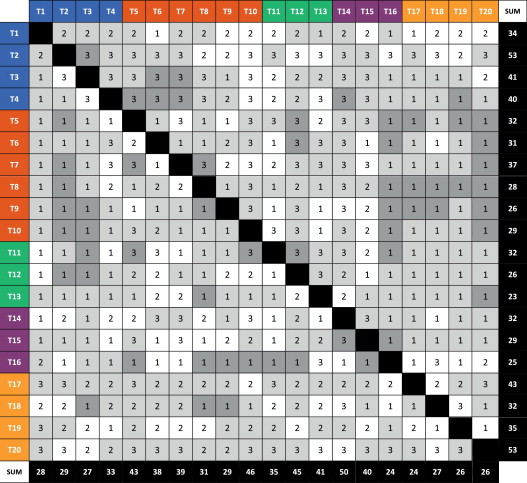 T1 T2 T3 T4 T5 T6 T7 T8 T9 T10 T11 T12 T13 T14 T15 T16 T17 T18 T19 T20 SUM
T1 2 2 2 2 1 2 2 2 2 2 2 1 2 2 1 1 2 2 2 34
T2 2 3 3 3 3 3 2 2 3 3 3 3 3 3 3 3 3 2 2 53
T3 1 3 3 3 3 3 3 1 3 2 2 2 3 3 1 1 1 1 2 41
T4 1 1 3 3 3 3 3 2 3 2 2 3 3 3 1 1 1 1 1 40
T5 1 2 1 1 1 3 1 1 3 3 3 2 3 3 1 1 1 1 1 32
T6 1 1 1 3 2 1 1 2 3 1 3 3 3 1 1 1 1 1 1 31
T7 1 1 1 3 3 1 3 2 3 2 3 3 3 3 1 1 1 1 1 37
T8 1 1 1 2 1 2 2 1 3 1 2 1 3 2 1 1 1 1 1 28
T9 1 1 1 1 1 1 1 1 3 1 3 1 3 2 1 1 1 1 1 26
T10 1 1 1 1 3 2 1 1 1 3 3 1 3 1 1 1 1 1 1 29
T11 1 1 1 1 3 3 1 1 1 3 3 3 3 2 1 1 1 1 1 32
T12 1 1 1 2 2 1 1 2 2 1 1 3 2 1 1 1 1 1 1 26
T13 1 1 1 1 1 2 2 1 1 1 1 2 2 1 1 1 1 1 1 23
T14 1 2 1 2 2 3 3 2 1 3 1 2 1 3 1 1 1 1 1 32
T15 1 1 1 1 3 1 3 1 2 2 1 2 2 3 1 1 1 1 1 29
T16 2 1 1 1 1 1 1 1 1 1 1 1 3 1 1 1 3 1 2 25
T17 3 3 2 2 3 2 2 2 2 2 3 2 2 2 2 2 2 2 3 43
T18 2 2 1 2 2 2 2 1 1 2 2 1 2 2 3 1 1 3 1 32
T19 3 2 2 1 2 2 2 2 2 2 2 2 2 2 2 1 2 1 1 35
T20 3 3 2 2 3 3 3 3 3 3 3 3 3 3 3 3 3 3 3 53
SUM 28 29 27 33 43 38 39 31 29 46 35 45 41 50 40 24 24 27 26 26